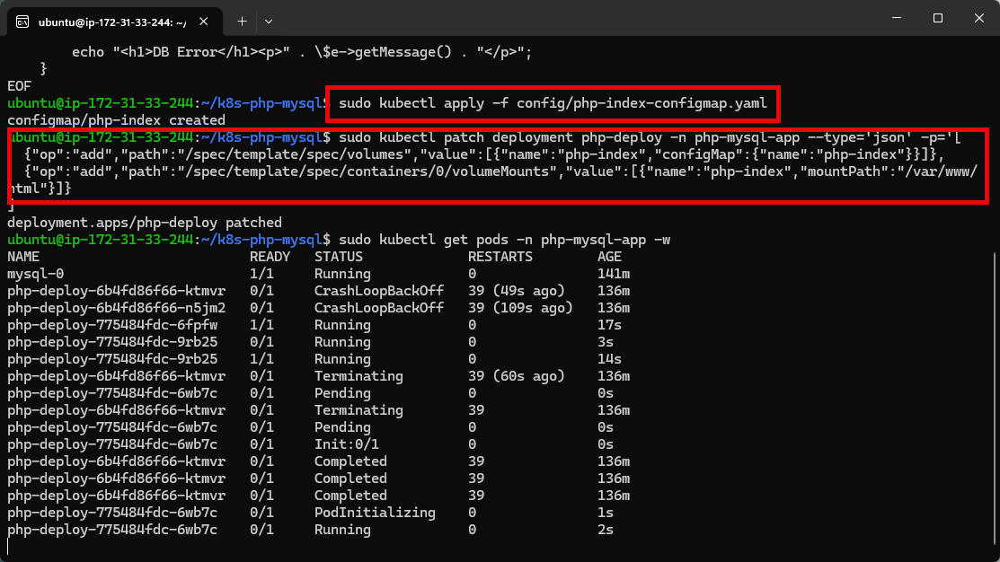 ubuntu@ip-172-31-33-244: ~/
echo "<h1>DB Error</h1><p>" . \$e->getMessage() . "</p>";
}
EOF
ubuntu@ip-172-31-33-244:~/k8s-php-mysql$ sudo kubectl apply -f config/php-index-configmap.yaml
configmap/php-index created
ubuntu@ip-172-31-33-244:~/k8s-php-mysql$ sudo kubectl patch deployment php-deploy -n php-mysql-app --type='json' -p='[
{"op":"add","path":"/spec/template/spec/volumes","value":[{"name":"php-index","configMap":{"name":"php-index"}}]},
{"op":"add","path":"/spec/template/spec/containers/0/volumeMounts","value":[{"name":"php-index","mountPath":"/var/www/
html"}]}
]
deployment.apps/php-deploy patched
ubuntu@ip-172-31-33-244:~/k8s-php-mysql$ sudo kubectl get pods -n php-mysql-app -w
NAME READY STATUS RESTARTS AGE
mysql-0 1/1 Running 0 141m
php-deploy-6b4fd86f66-ktmvr 0/1 CrashLoopBackOff 39 (49s ago) 136m
php-deploy-6b4fd86f66-n5jm2 0/1 CrashLoopBackOff 39 (109s ago) 136m
php-deploy-775484fdc-6fpfw 1/1 Running 0 17s
php-deploy-775484fdc-9rb25 0/1 Running 0 3s
php-deploy-775484fdc-9rb25 1/1 Running 0 14s
php-deploy-6b4fd86f66-ktmvr 0/1 Terminating 39 (60s ago) 136m
php-deploy-775484fdc-6wb7c 0/1 Pending 0 0s
php-deploy-6b4fd86f66-ktmvr 0/1 Terminating 39 136m
php-deploy-775484fdc-6wb7c 0/1 Pending 0 0s
php-deploy-775484fdc-6wb7c 0/1 Init:0/1 0 0s
php-deploy-6b4fd86f66-ktmvr 0/1 Completed 39 136m
php-deploy-6b4fd86f66-ktmvr 0/1 Completed 39 136m
php-deploy-6b4fd86f66-ktmvr 0/1 Completed 39 136m
php-deploy-775484fdc-6wb7c 0/1 PodInitializing 0 1s
php-deploy-775484fdc-6wb7c 0/1 Running 0 2s